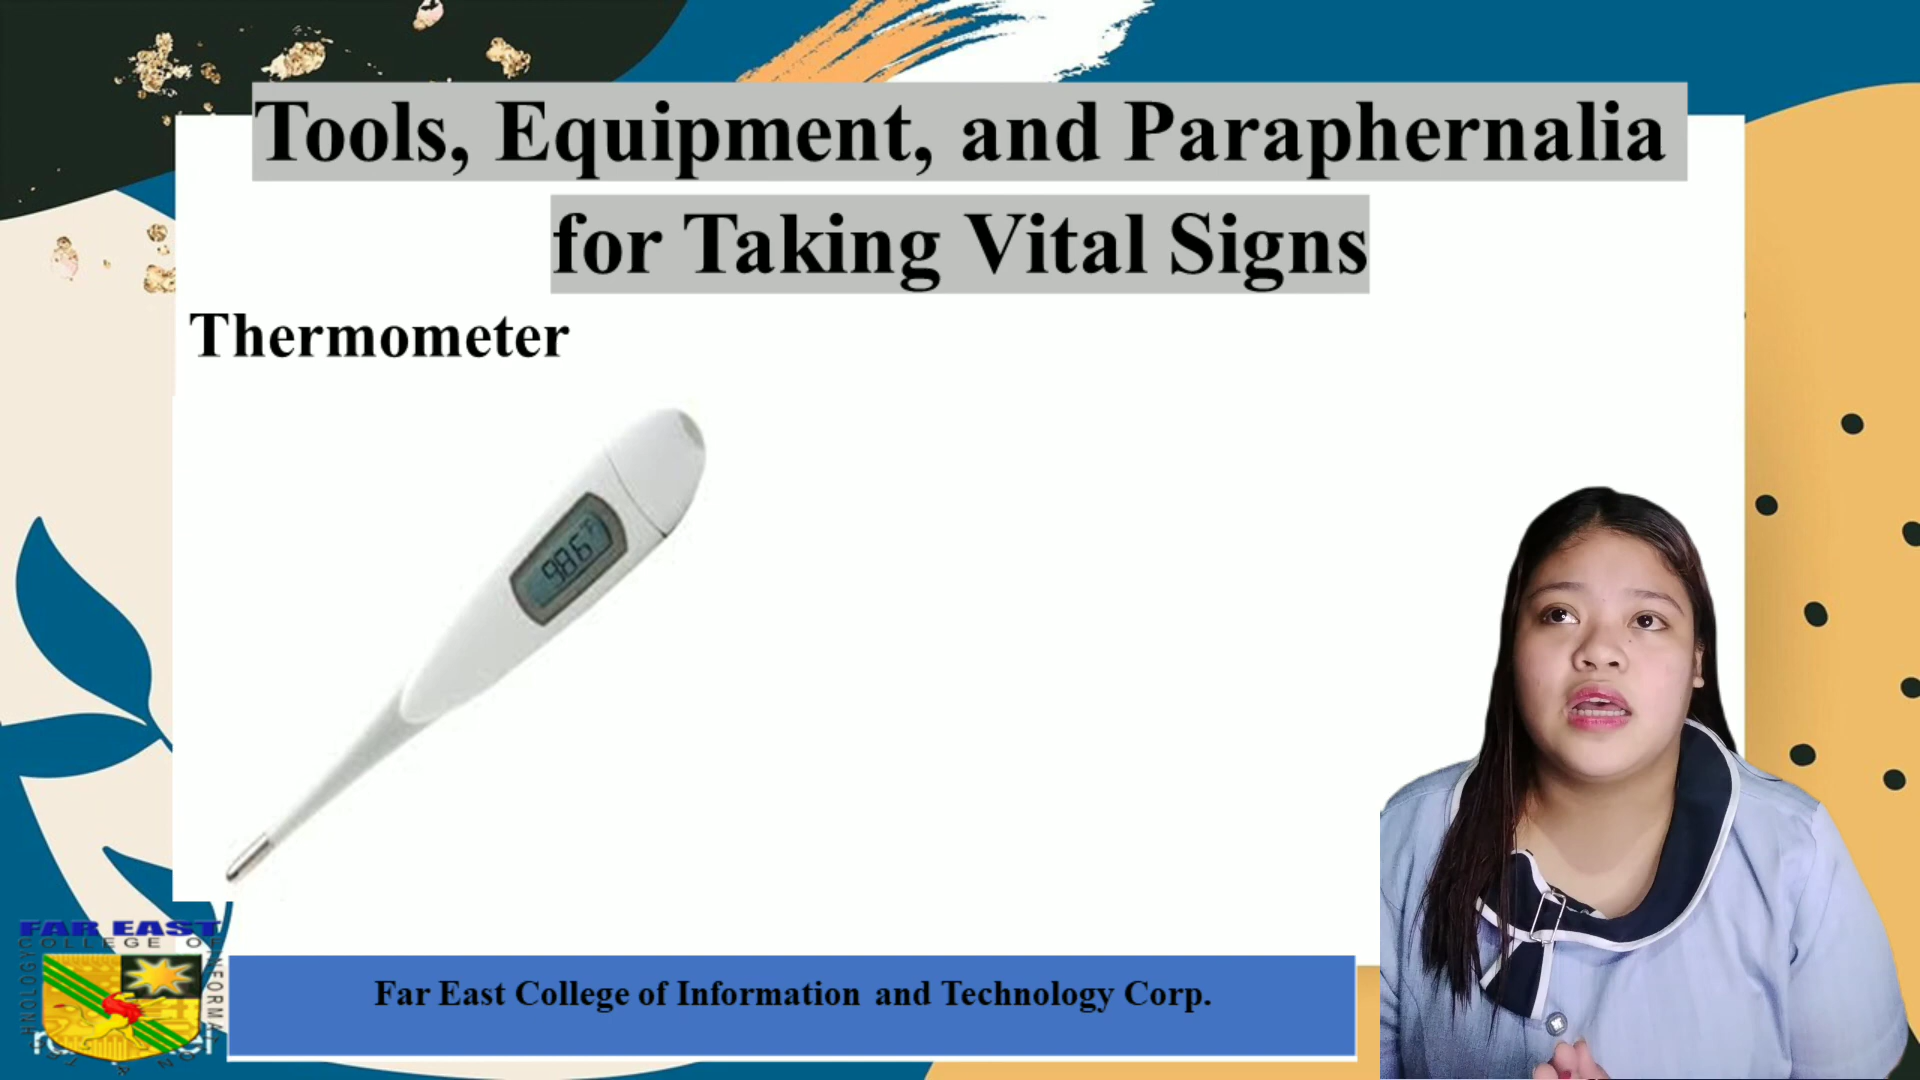 Tools, Equipment, and Paraphernalia
for Taking Vital Signs
Thermometer
98.6°F
FAR EAST
COLLEGE OF
Far East College of Information and Technology Corp.